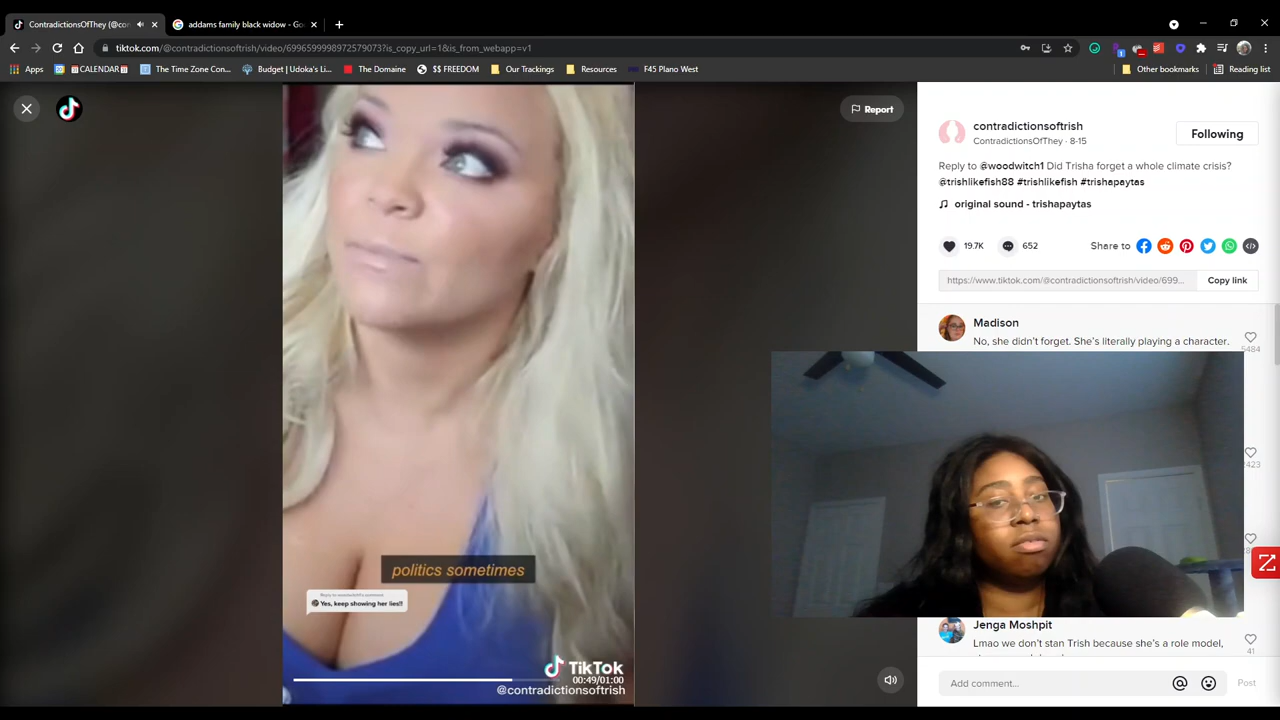 ContradictionsOfThey (@co
addams family black widow - Go
tiktok.com/@contradictionsoftrish/video/6996599998972579073?is_copy_url=1&is_from_webapp=v1
Apps
CALENDAR
The Time Zone Con...
Budget | Udoka's Li...
The Domaine
$$ FREEDOM
Our Trackings
Resources
F45 Plano West
Other bookmarks
Reading list
Report
contradictionsoftrish
ContradictionsOfThey · 8-15
Following
Reply to @woodwitch1 Did Trisha forget a whole climate crisis?
@trishlikefish88 #trishlikefish #trishapaytas
original sound - trishapaytas
19.7K
652
Share to
https://www.tiktok.com/@contradictionsoftrish/video/699...
Copy link
Madison
No, she didn't forget. She's literally playing a character.
5484
politics sometimes
Yes, keep showing her lies!!
TikTok
00:49/01:00
@contradictionsoftrish
Jenga Moshpit
Lmao we don't stan Trish because she's a role model,
41
Add comment...
Post